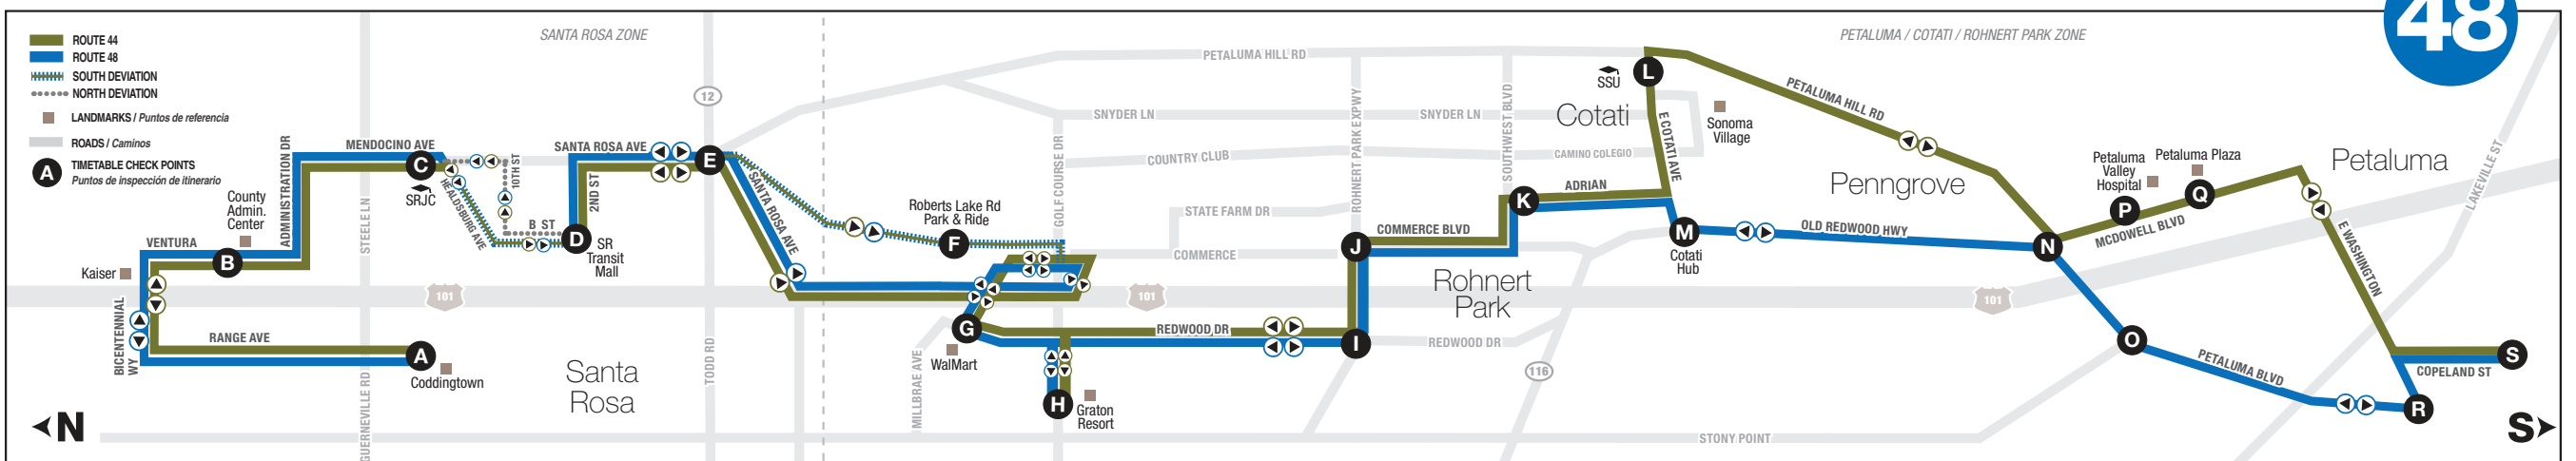 48
ROUTE 44
ROUTE 48
SOUTH DEVIATION
NORTH DEVIATION
LANDMARKS / Puntos de referencia
ROADS / Caminos
A
TIMETABLE CHECK POINTS
Puntos de inspección de itinerario
SANTA ROSA ZONE
PETALUMA / COTATI / ROHNERT PARK ZONE
Kaiser
VENTURA
County
Admin.
Center
B
ADMINISTRATION DR
BICENTENNIAL
WY
RANGE AVE
A
Coddingtown
STEELE LN
GUERNEVILLE RD
MENDOCINO AVE
C
SRJC
HEALDSBURG AVE
10TH ST
B ST
D
SR
Transit
Mall
2ND ST
SANTA ROSA AVE
12
E
TODD RD
101
Santa
Rosa
SANTA ROSA AVE
Roberts Lake Rd
Park & Ride
F
G
WalMart
MILLBRAE AVE
H
Graton
Resort
GOLF COURSE DR
PETALUMA HILL RD
SNYDER LN
SNYDER LN
COUNTRY CLUB
STATE FARM DR
COMMERCE
101
REDWOOD DR
I
REDWOOD DR
ROHNERT PARK EXPWY
J
COMMERCE BLVD
Rohnert
Park
116
SOUTHWEST BLVD
K
ADRIAN
Cotati
CAMINO COLEGIO
SSU
L
E COTATI AVE
Sonoma
Village
M
Cotati
Hub
OLD REDWOOD HWY
PETALUMA HILL RD
Penngrove
101
STONY POINT
N
MCDOWELL BLVD
Petaluma
Valley
Hospital
P
Petaluma Plaza
Q
Petaluma
E WASHINGTON
LAKEVILLE ST
O
PETALUMA BLVD
R
COPELAND ST
S
N
S